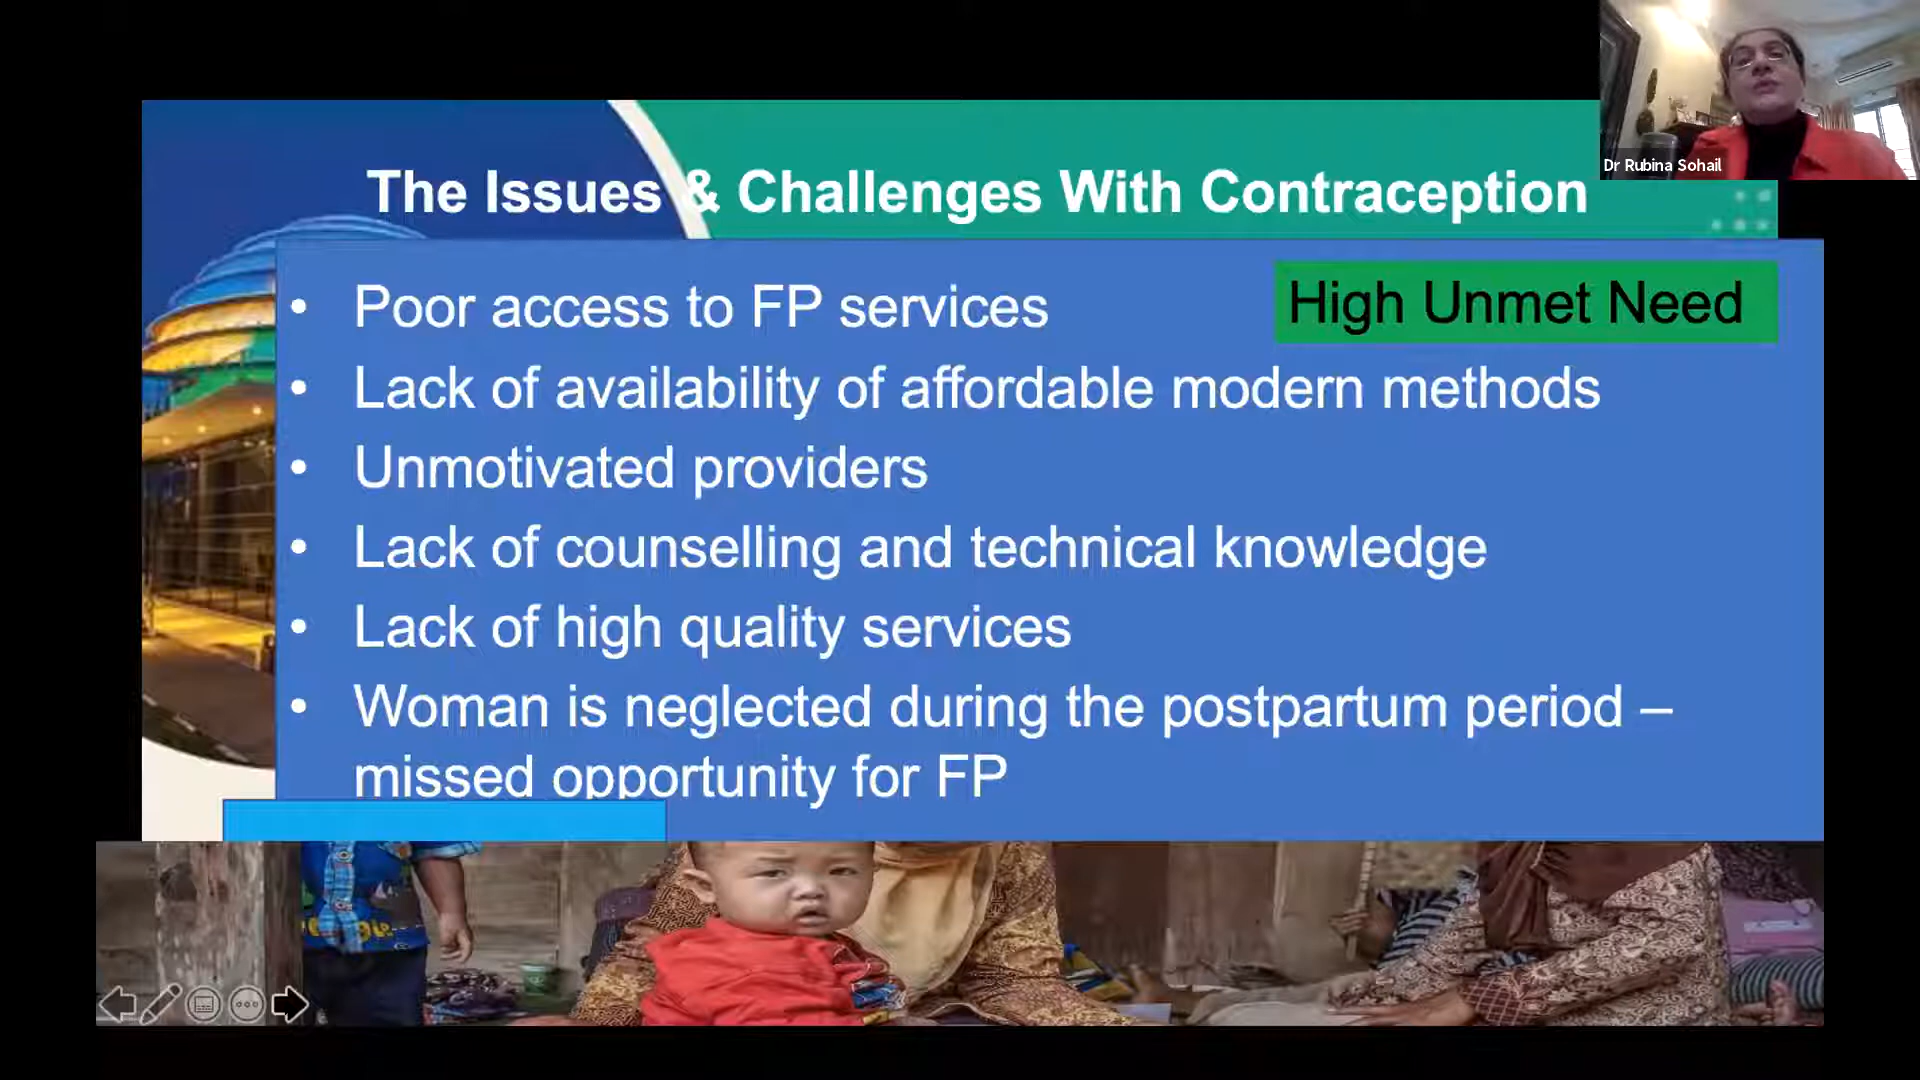 Dr Rubina Sohail
The Issues & Challenges With Contraception
High Unmet Need
• Poor access to FP services
• Lack of availability of affordable modern methods
• Unmotivated providers
• Lack of counselling and technical knowledge
• Lack of high quality services
• Woman is neglected during the postpartum period –
missed opportunity for FP